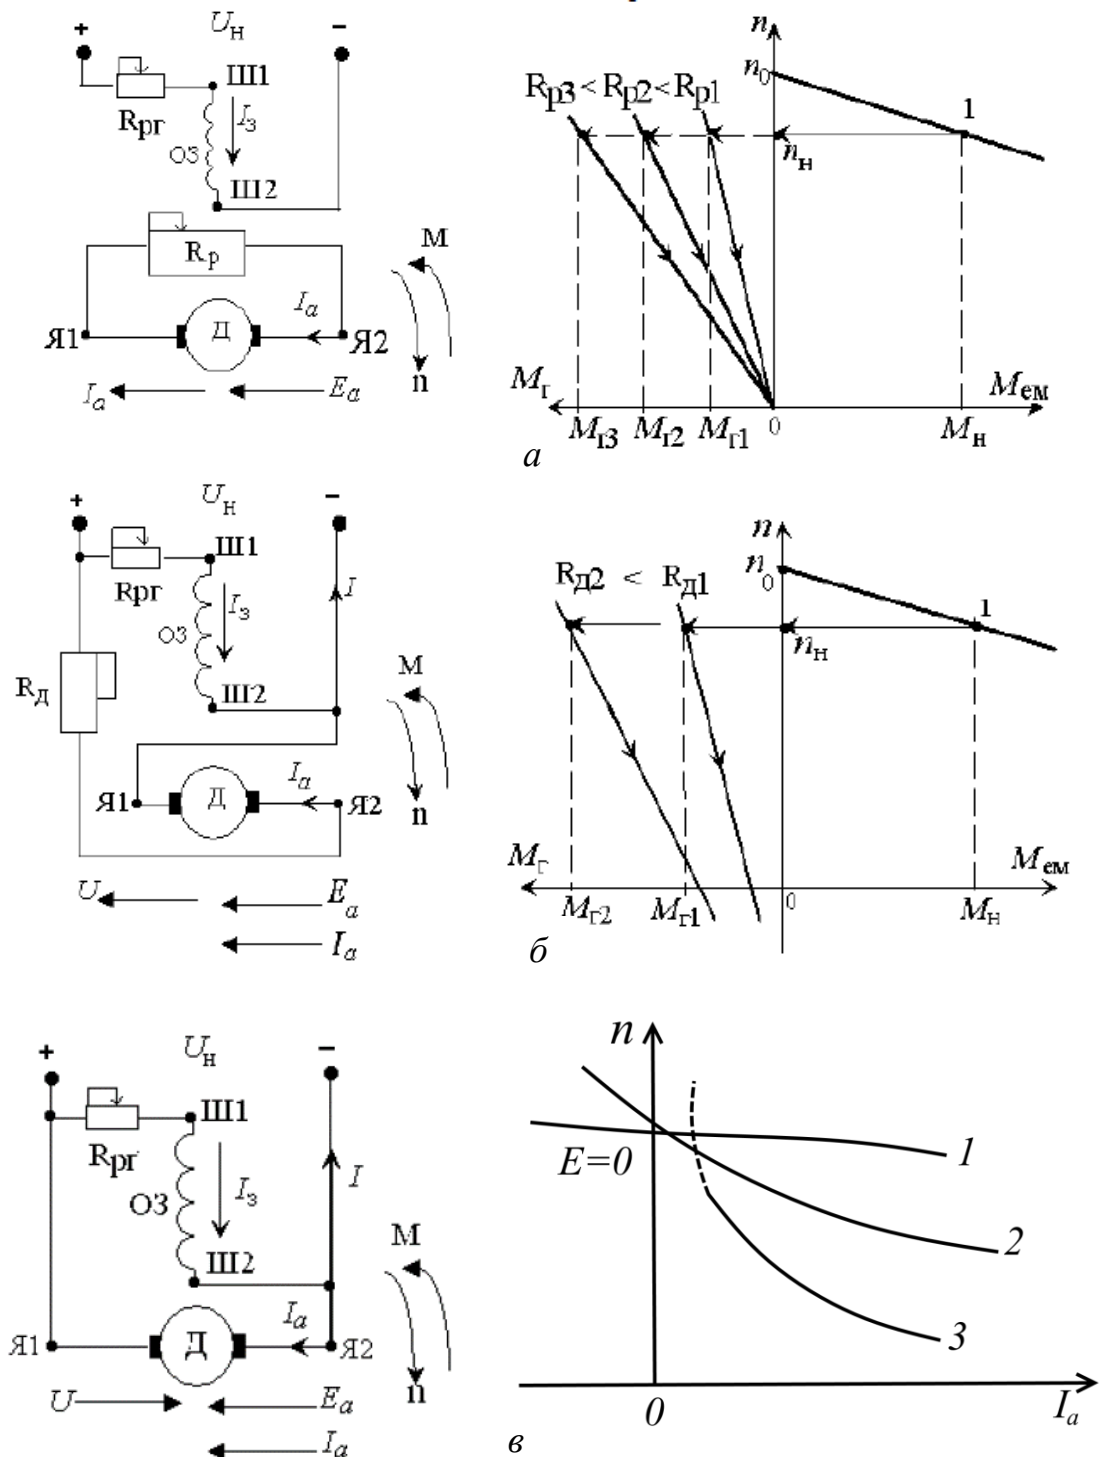 + Uн −
Rрг Ш1
Iз
ОЗ
Ш2
Rр
M
Iа
Я1 Д Я2
Iа Eа n
n
n₀
Rр3 < Rр2 < Rр1
1
nн
Mг Mем
Mг3 Mг2 Mг1 0 Mн
а
+ Uн −
Rрг Ш1
Iз I
ОЗ
Rд Ш2
M
Iа
Я1 Д Я2 n
U Eа
Iа
n
n₀
Rд2 < Rд1
1
nн
Mг Mем
Mг2 Mг1 0 Mн
б
+ Uн −
Rрг Ш1
Iз I
ОЗ
Ш2
M
Iа
Я1 Д Я2
U Eа n
Iа
n
E=0
1
2
3
0 Iа
в